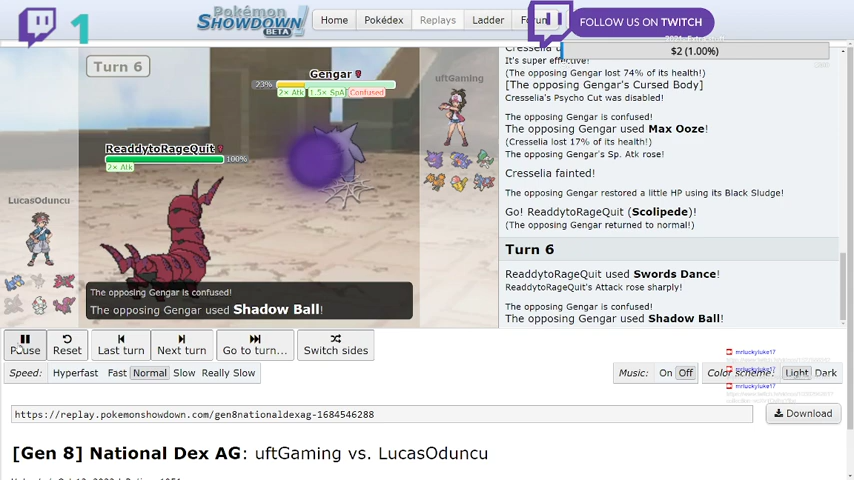 1
Pokémon
SHOWDOWN!
BETA
Home
Pokédex
Replays
Ladder
Forum
FOLLOW US ON TWITCH
$2 (1.00%)
Turn 6
Gengar
23%
2× Atk
1.5× SpA
Confused
ReadytoRageQuit
100%
2× Atk
uftGaming
LucasOduncu
The opposing Gengar is confused!
The opposing Gengar used Shadow Ball!
It's super effective!
(The opposing Gengar lost 74% of its health!)
[The opposing Gengar's Cursed Body]
Cresselia's Psycho Cut was disabled!
The opposing Gengar is confused!
The opposing Gengar used Max Ooze!
(Cresselia lost 17% of its health!)
The opposing Gengar's Sp. Atk rose!
Cresselia fainted!
The opposing Gengar restored a little HP using its Black Sludge!
Go! ReadytoRageQuit (Scolipede)!
(The opposing Gengar returned to normal!)
Turn 6
ReadytoRageQuit used Swords Dance!
ReadytoRageQuit's Attack rose sharply!
The opposing Gengar is confused!
The opposing Gengar used Shadow Ball!
Pause
Reset
Last turn
Next turn
Go to turn...
Switch sides
Speed:
Hyperfast
Fast
Normal
Slow
Really Slow
Music:
On
Off
Color scheme:
Light
Dark
mrluckyluke17
mrluckyluke17
mrluckyluke17
https://replay.pokemonshowdown.com/gen8nationaldexag-1684546288
Download
[Gen 8] National Dex AG: uftGaming vs. LucasOduncu